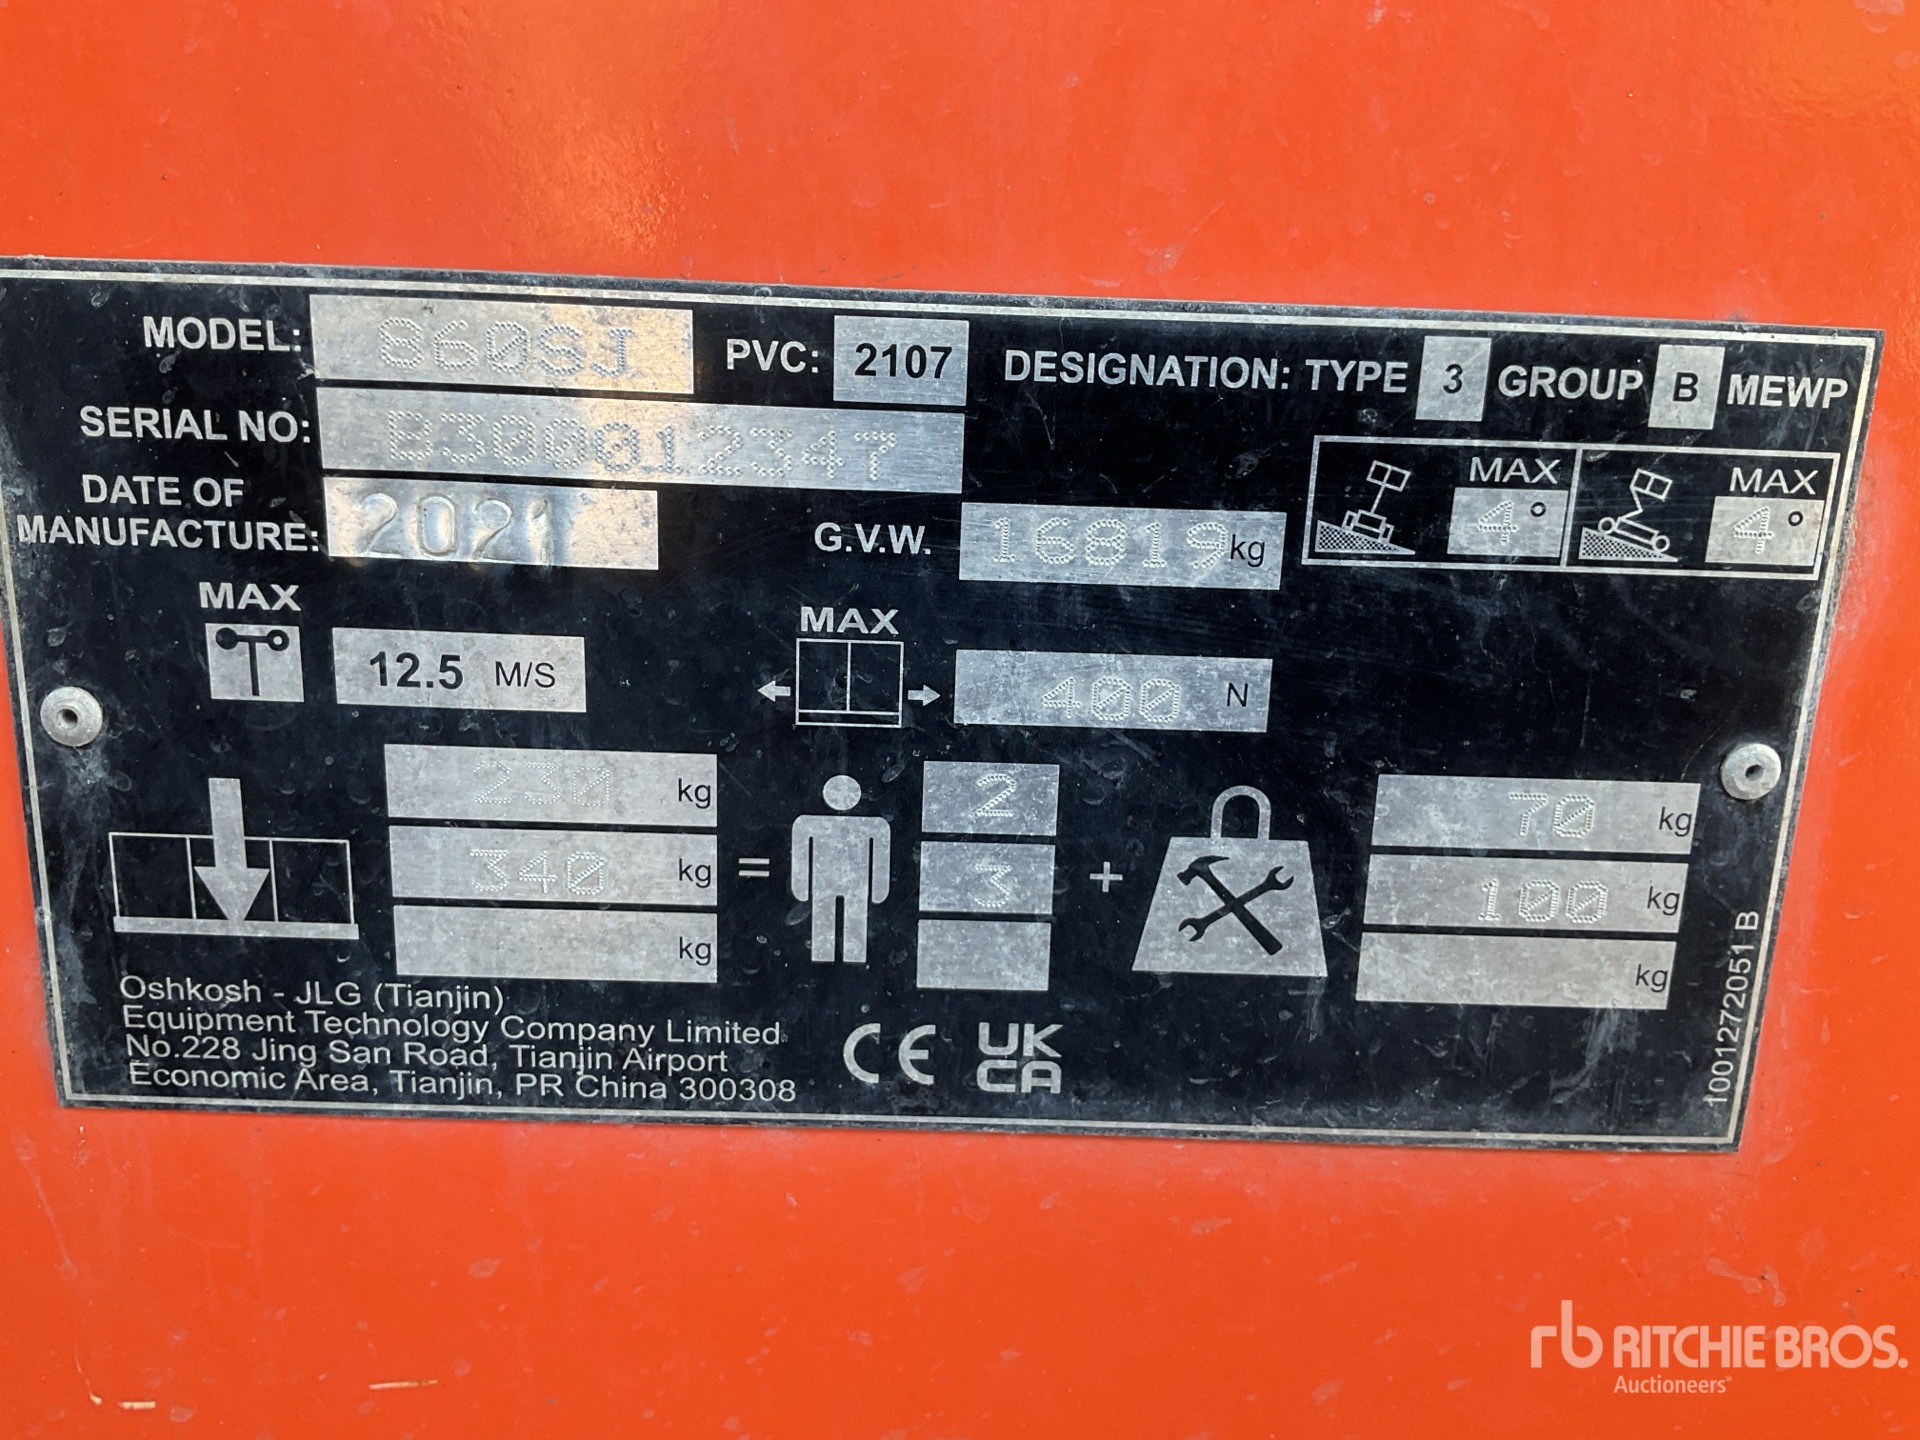 MODEL: 860SJ PVC: 2107 DESIGNATION: TYPE 3 GROUP B MEWP
SERIAL NO: B300012347
DATE OF
MANUFACTURE: 2021 G.V.W. 16819 kg MAX 4° MAX 4°
MAX 12.5 M/S MAX 400 N
230 kg 2 70 kg
340 kg = 3 + 100 kg
kg kg
Oshkosh - JLG (Tianjin)
Equipment Technology Company Limited
No.228 Jing San Road, Tianjin Airport
Economic Area, Tianjin, PR China 300308
CE UK
CA
1001272051 B
rb RITCHIE BROS.
Auctioneers